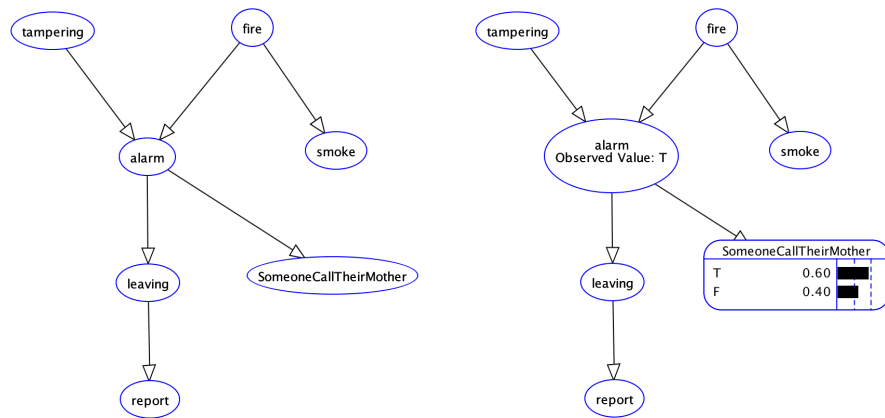 tampering
fire
alarm
smoke
SomeoneCallTheirMother
leaving
report
tampering
fire
alarm
Observed Value: T
smoke
SomeoneCallTheirMother
T 0.60
F 0.40
leaving
report